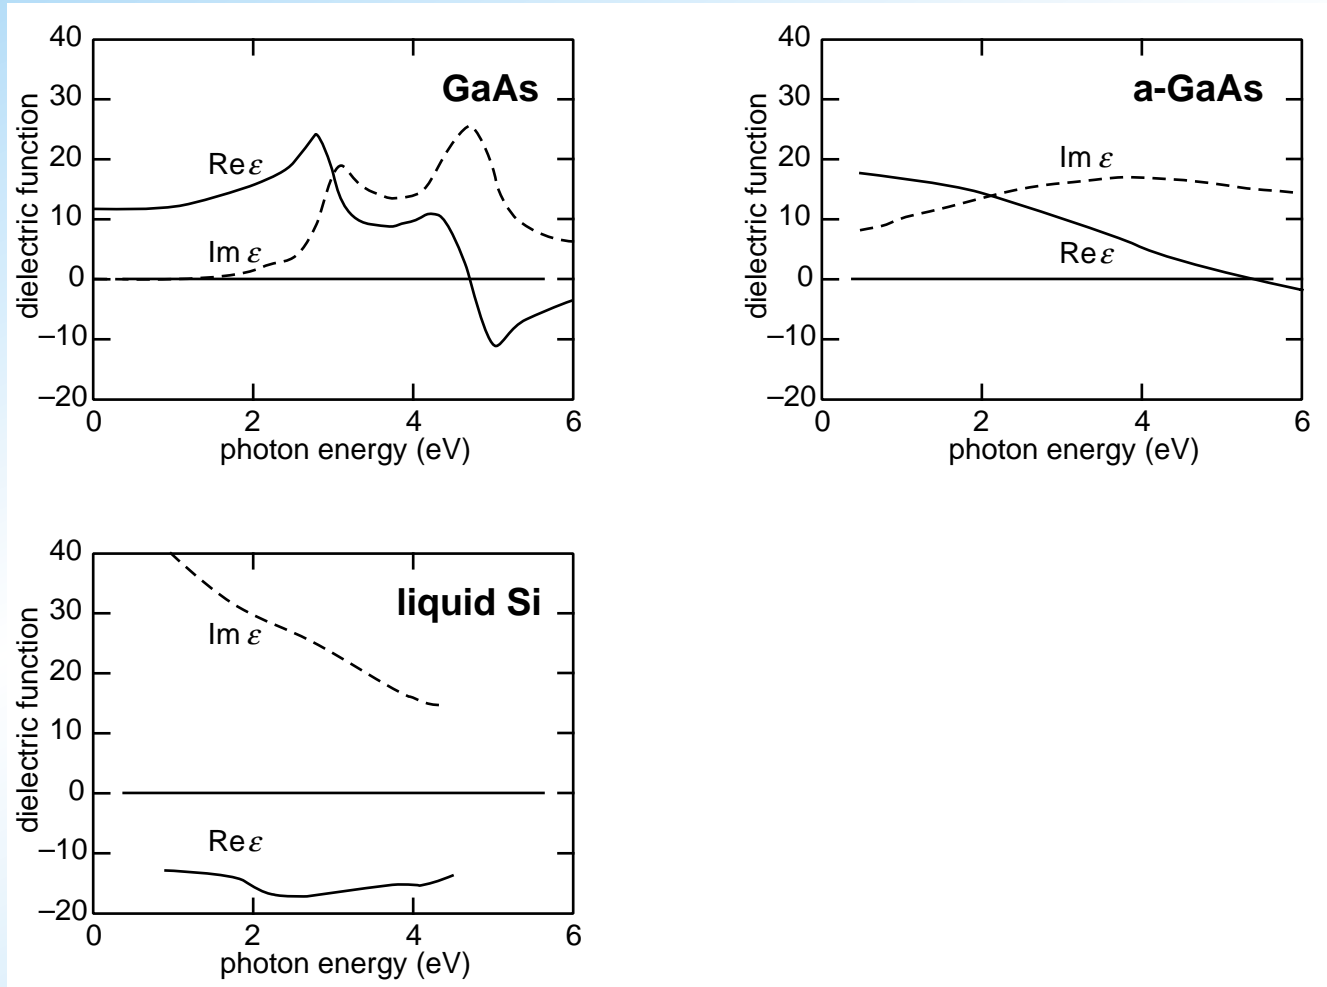 GaAs
dielectric function
40
30
20
10
0
–10
–20
Re ε
Im ε
0 2 4 6
photon energy (eV)
a-GaAs
dielectric function
40
30
20
10
0
–10
–20
Im ε
Re ε
0 2 4 6
photon energy (eV)
liquid Si
dielectric function
40
30
20
10
0
–10
–20
Im ε
Re ε
0 2 4 6
photon energy (eV)